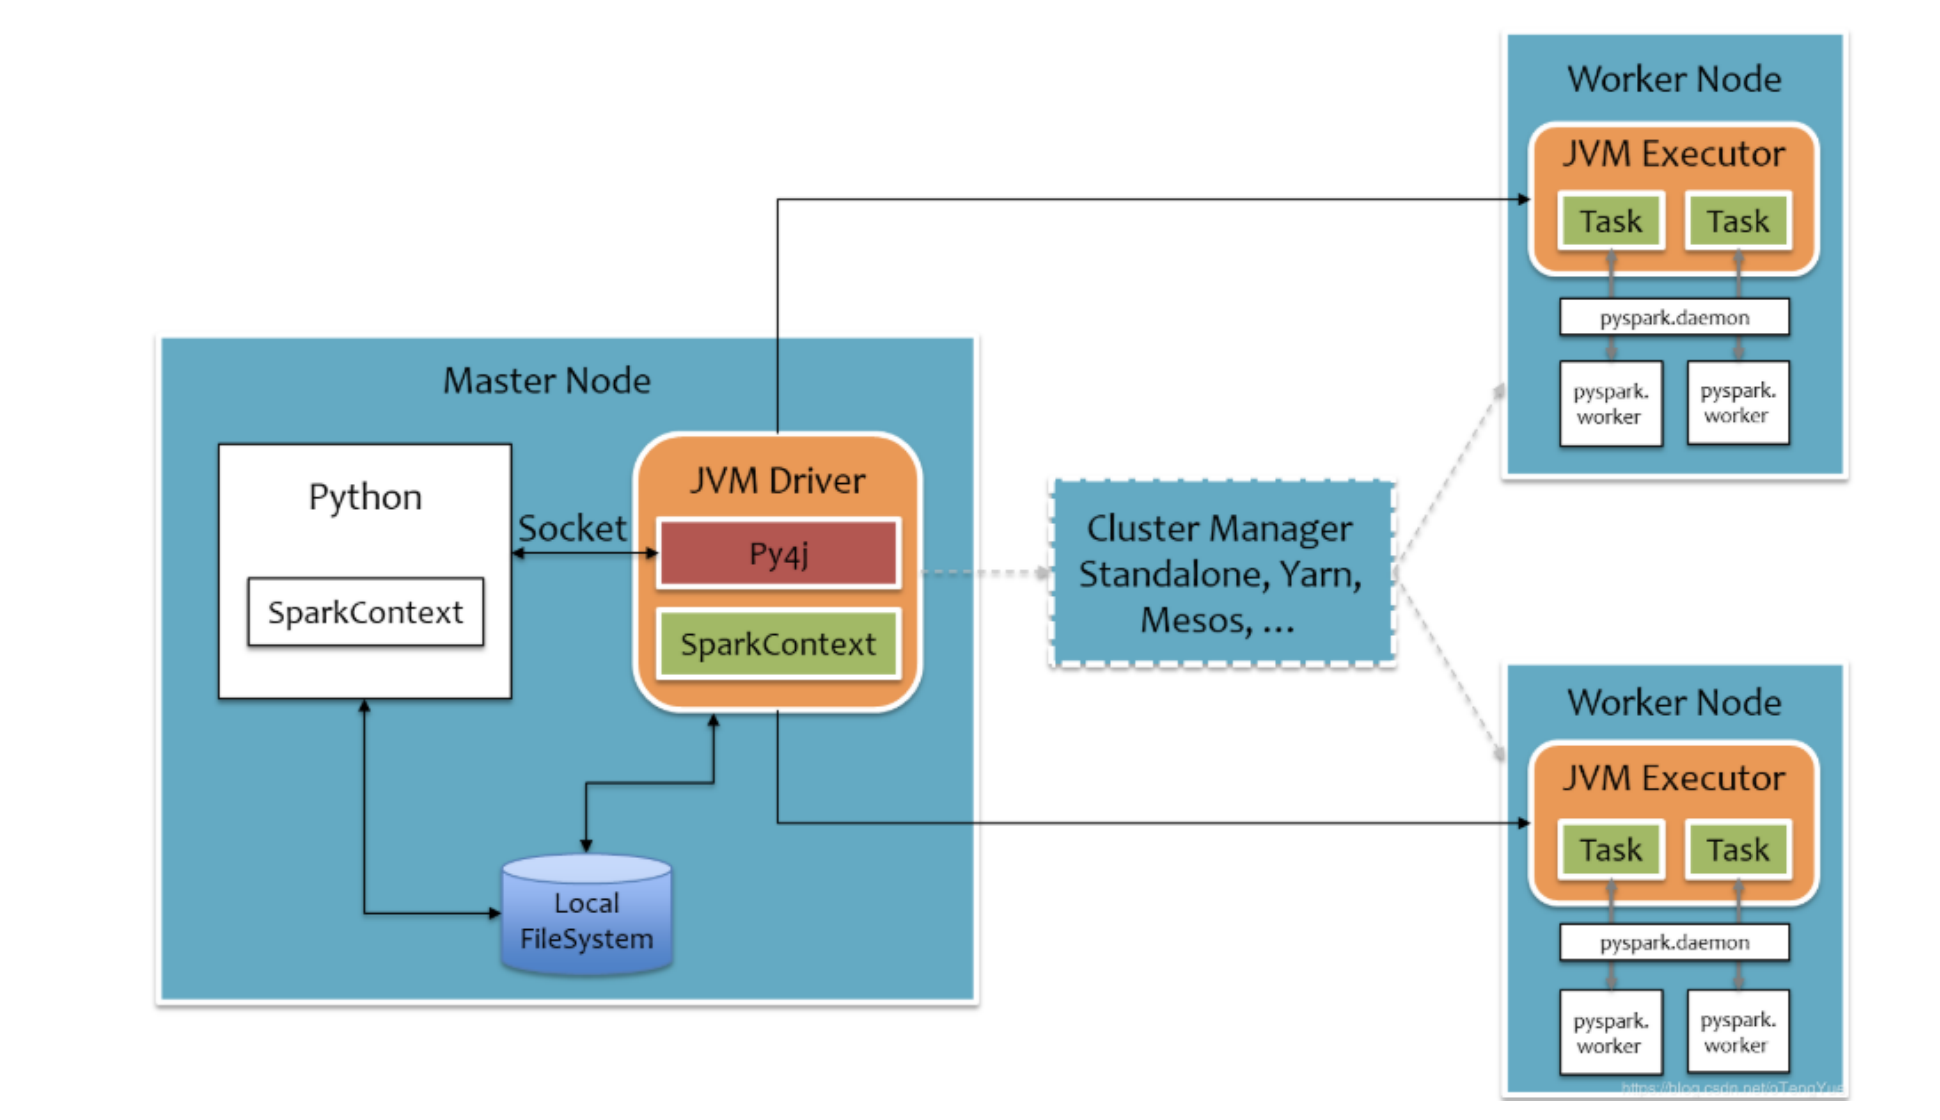 Master Node
Python
SparkContext
Socket
JVM Driver
Py4j
SparkContext
Local
FileSystem
Cluster Manager
Standalone, Yarn,
Mesos, ...
Worker Node
JVM Executor
Task Task
pyspark.daemon
pyspark. pyspark.
worker worker
Worker Node
JVM Executor
Task Task
pyspark.daemon
pyspark. pyspark.
worker worker
https://blog.csdn.net/oTengYue